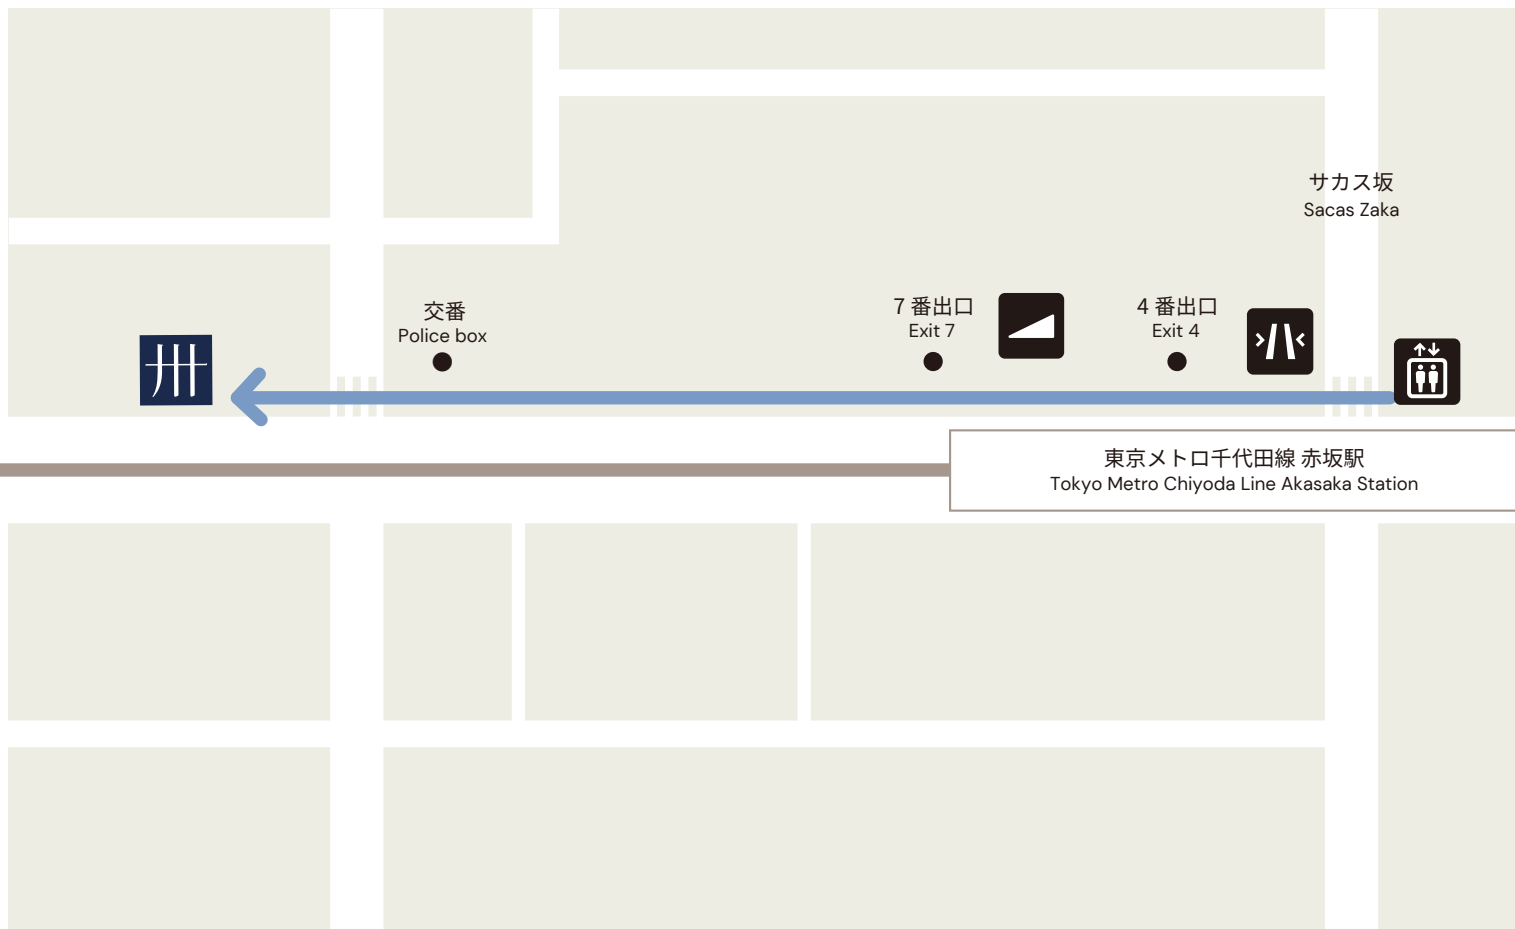 サカス坂
Sacas Zaka
交番
Police box
7 番出口
Exit 7
4 番出口
Exit 4
卅
東京メトロ千代田線 赤坂駅
Tokyo Metro Chiyoda Line Akasaka Station